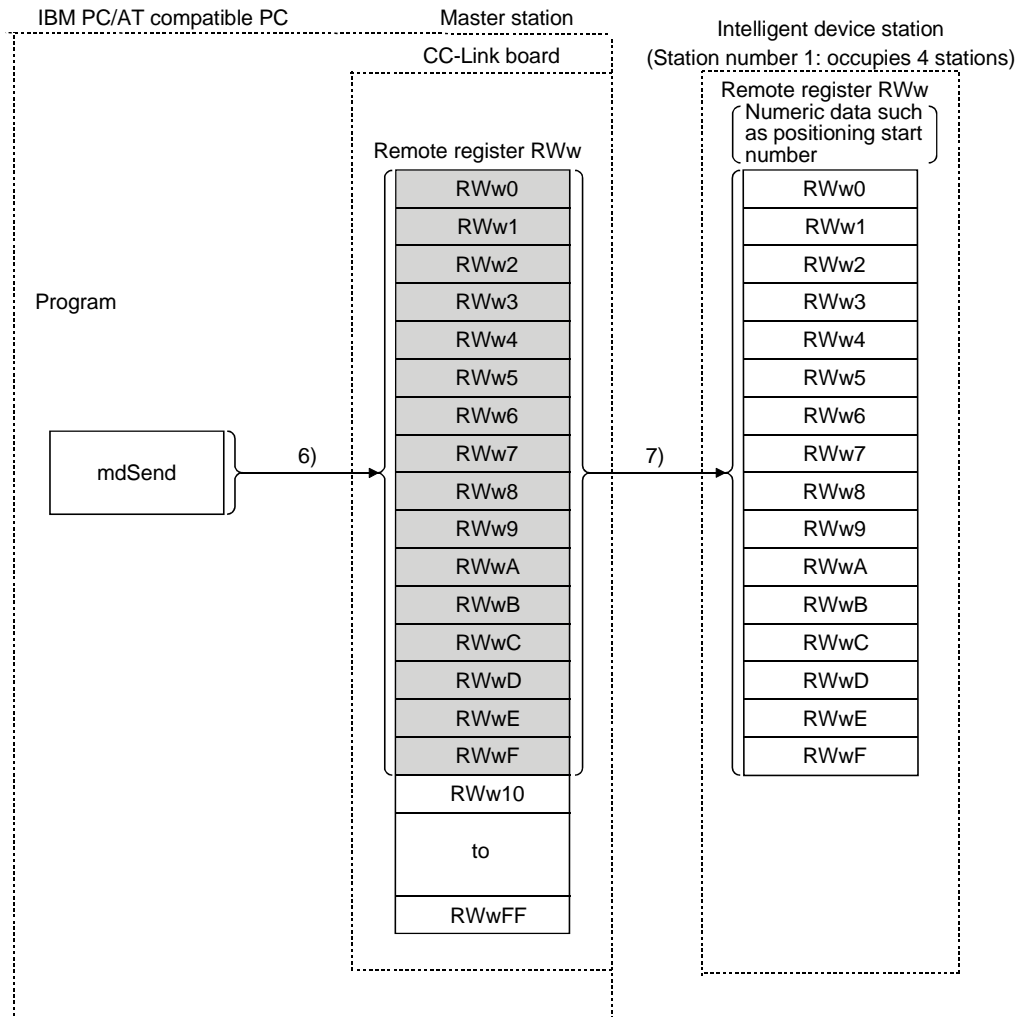 IBM PC/AT compatible PC
Master station
CC-Link board
Intelligent device station
(Station number 1: occupies 4 stations)
Remote register RWw
Numeric data such
as positioning start
number
Remote register RWw
Program
mdSend
6)
RWw0
RWw1
RWw2
RWw3
RWw4
RWw5
RWw6
RWw7
RWw8
RWw9
RWwA
RWwB
RWwC
RWwD
RWwE
RWwF
RWw10
to
RWwFF
7)
RWw0
RWw1
RWw2
RWw3
RWw4
RWw5
RWw6
RWw7
RWw8
RWw9
RWwA
RWwB
RWwC
RWwD
RWwE
RWwF